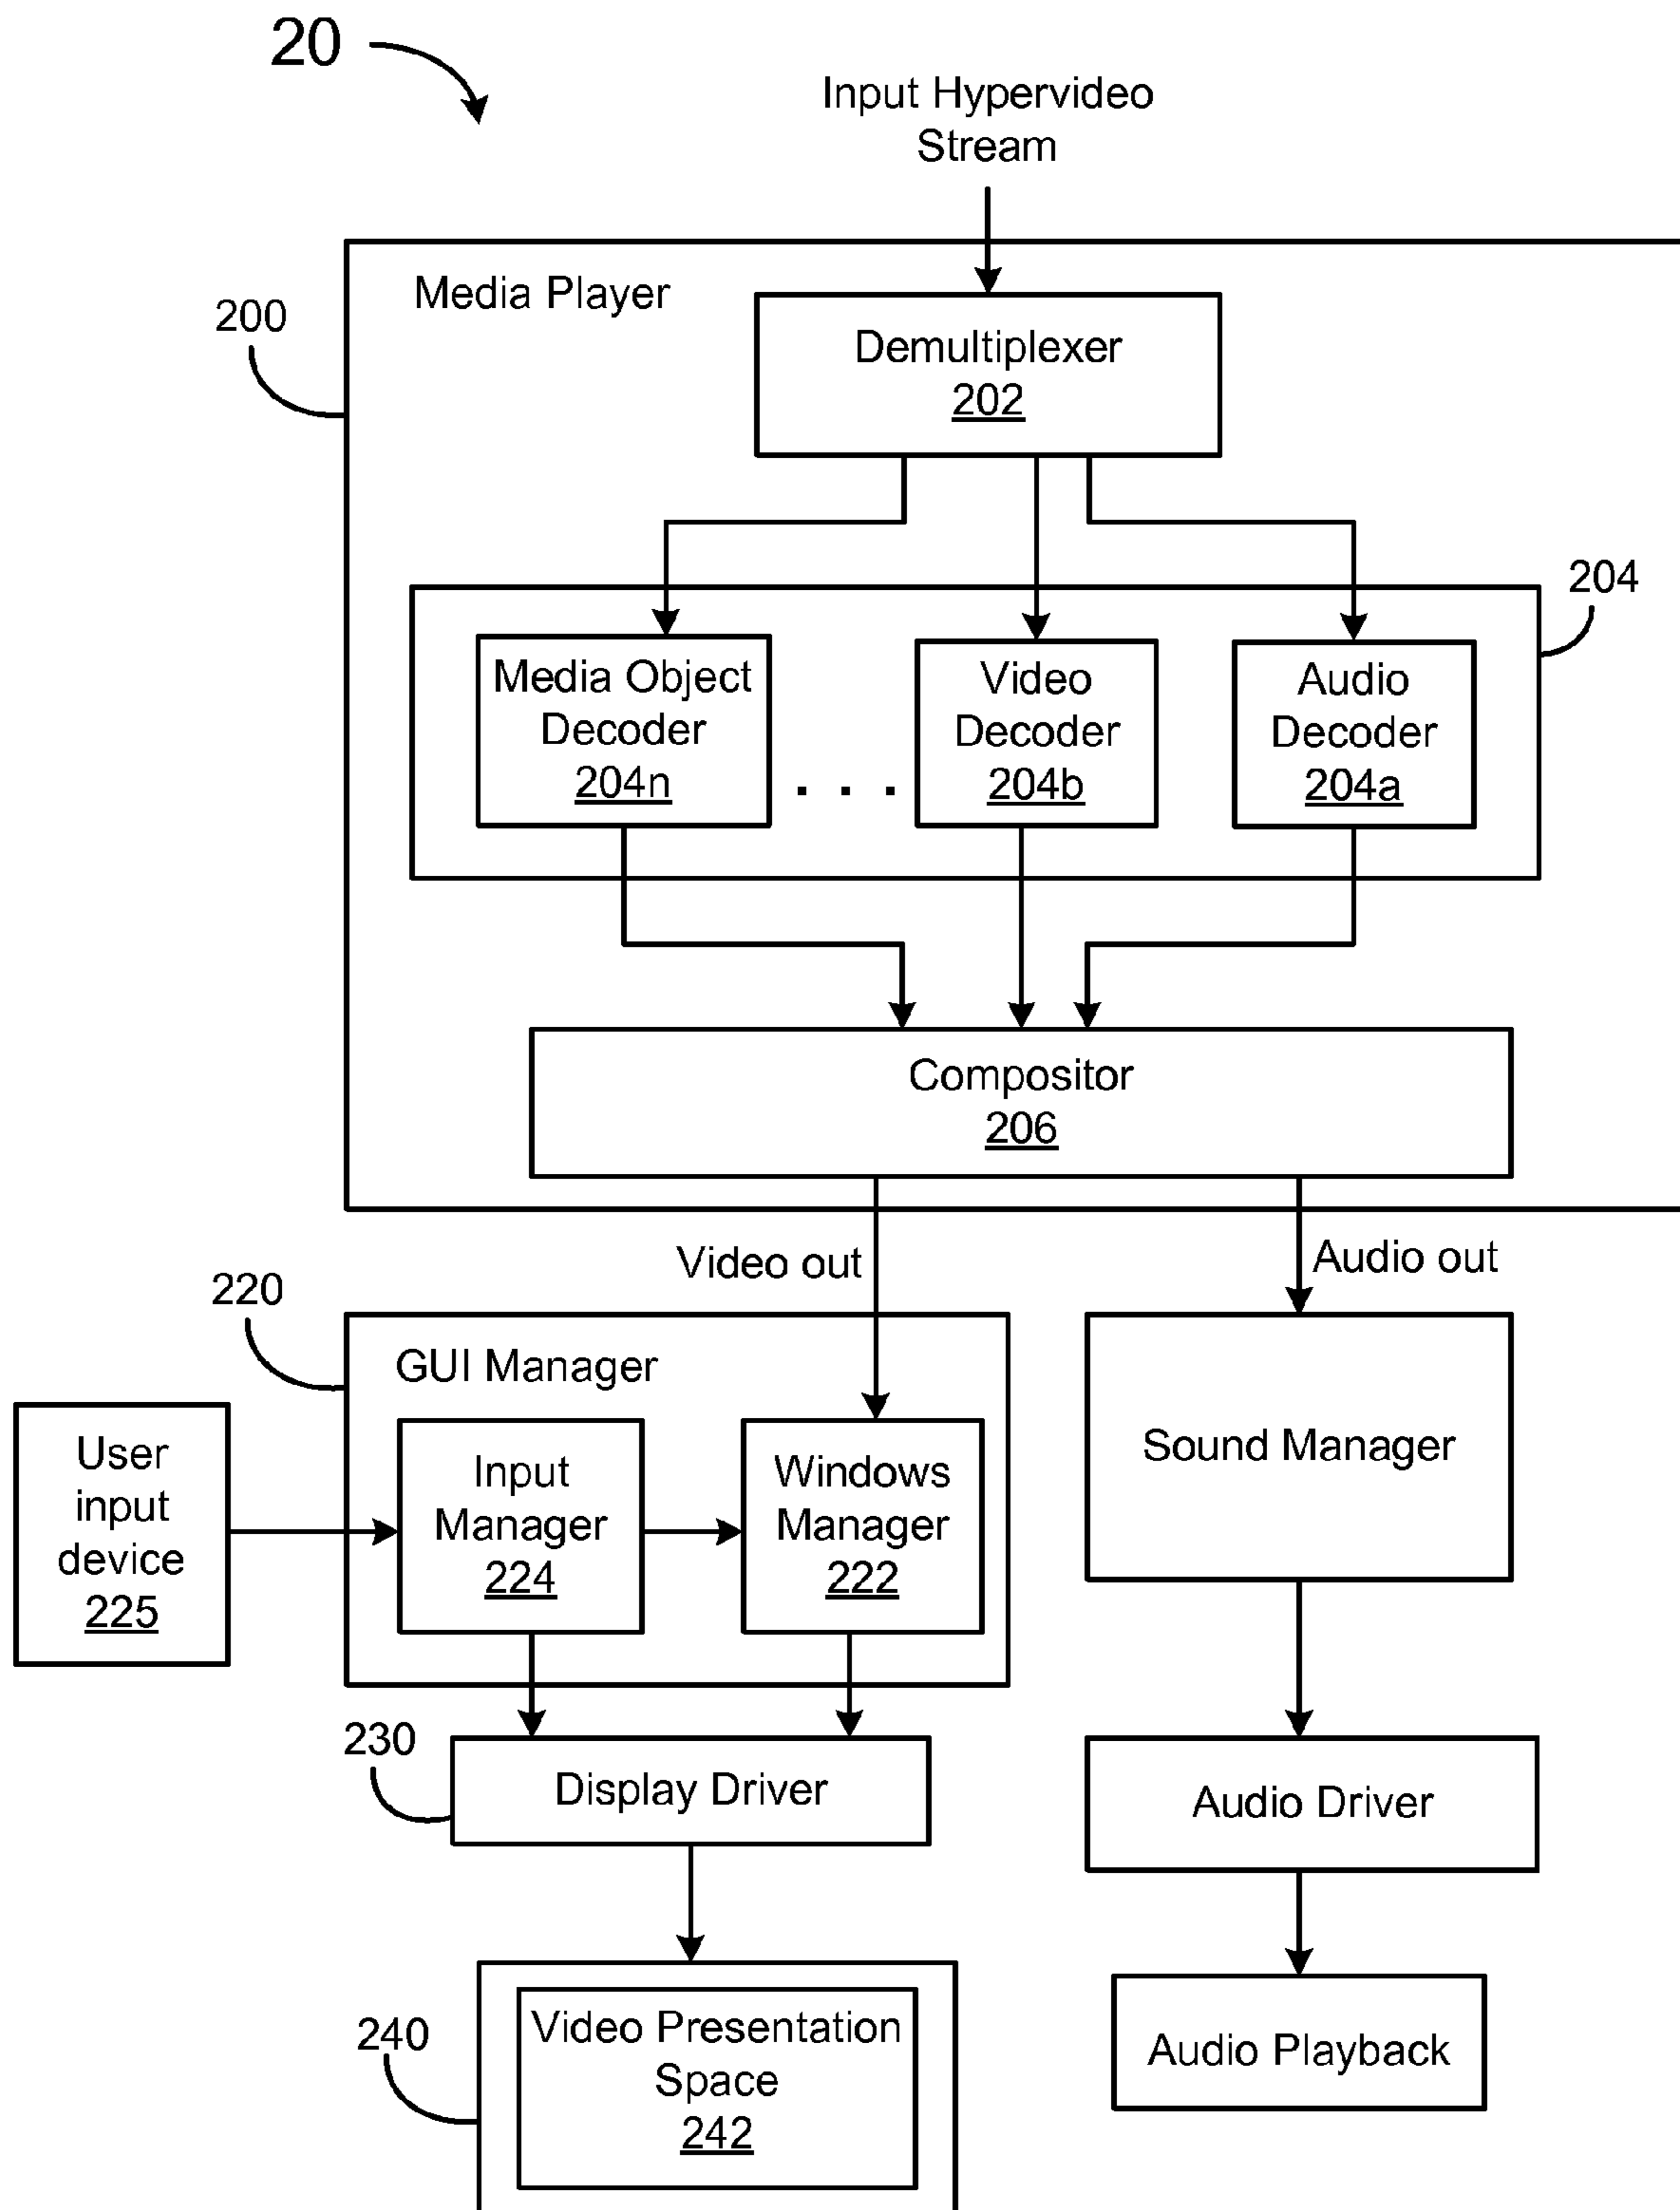 20
Input Hypervideo
Stream
Media Player
200
Demultiplexer
202
204
Media Object
Decoder
204n
. . .
Video
Decoder
204b
Audio
Decoder
204a
Compositor
206
Video out
Audio out
220
GUI Manager
User
input
device
225
Input
Manager
224
Windows
Manager
222
Sound Manager
230
Display Driver
Audio Driver
240
Video Presentation
Space
242
Audio Playback